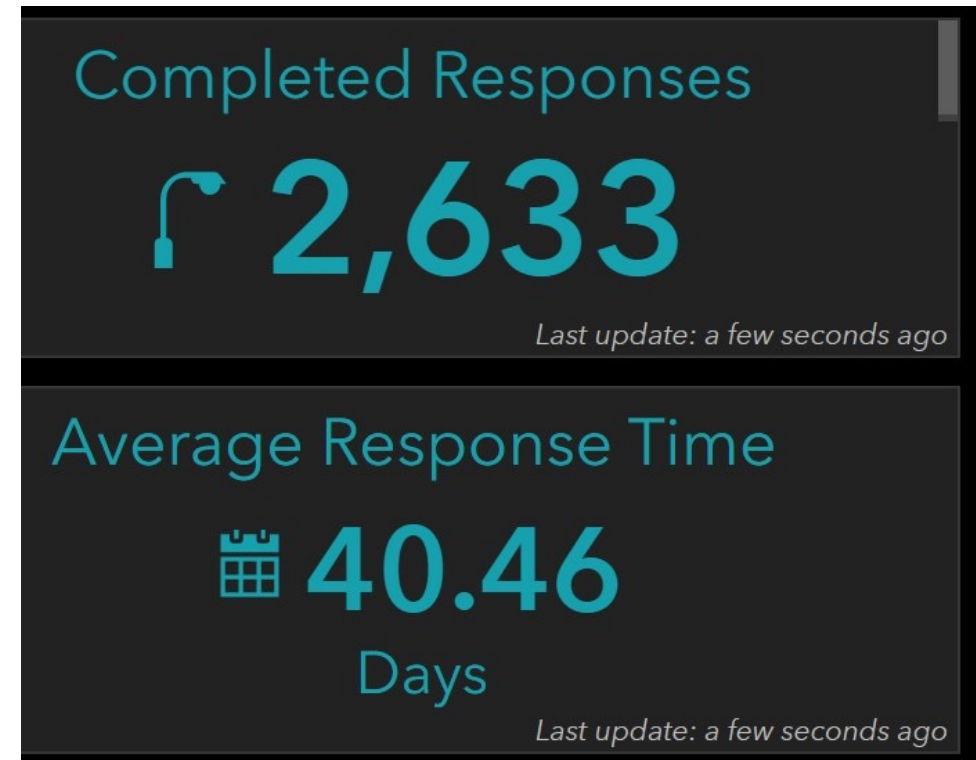 Completed Responses
2,633
Last update: a few seconds ago
Average Response Time
40.46
Days
Last update: a few seconds ago